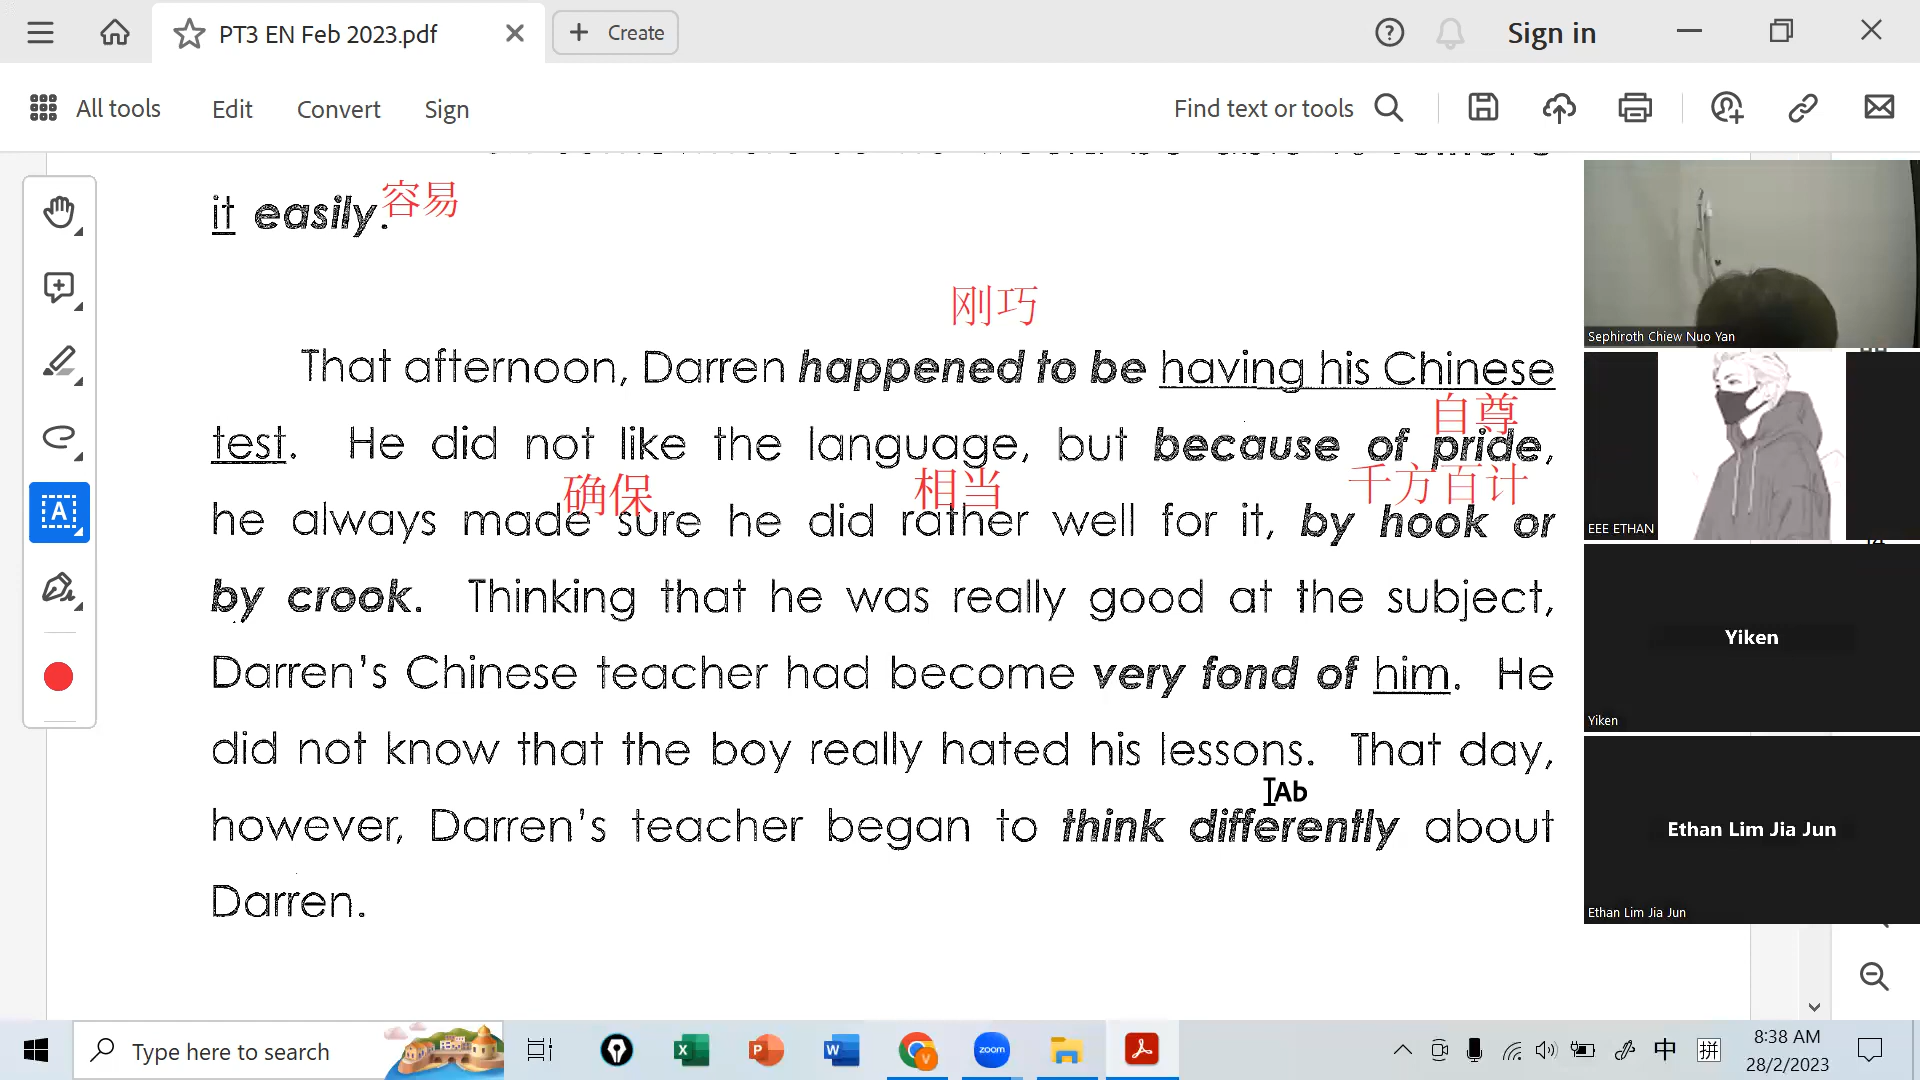 PT3 EN Feb 2023.pdf
Create
Sign in
All tools
Edit
Convert
Sign
Find text or tools
it easily.
容易
刚巧
That afternoon, Darren happened to be having his Chinese
自尊
test. He did not like the language, but because of pride,
确保 相当 千方百计
he always made sure he did rather well for it, by hook or
by crook. Thinking that he was really good at the subject,
Darren's Chinese teacher had become very fond of him. He
did not know that the boy really hated his lessons. That day,
Ab
however, Darren's teacher began to think differently about
Darren.
Sephiroth Chiew Nuo Yan
EEE ETHAN
Yiken
Yiken
Ethan Lim Jia Jun
Ethan Lim Jia Jun
Type here to search
zoom
中
拼
8:38 AM
28/2/2023